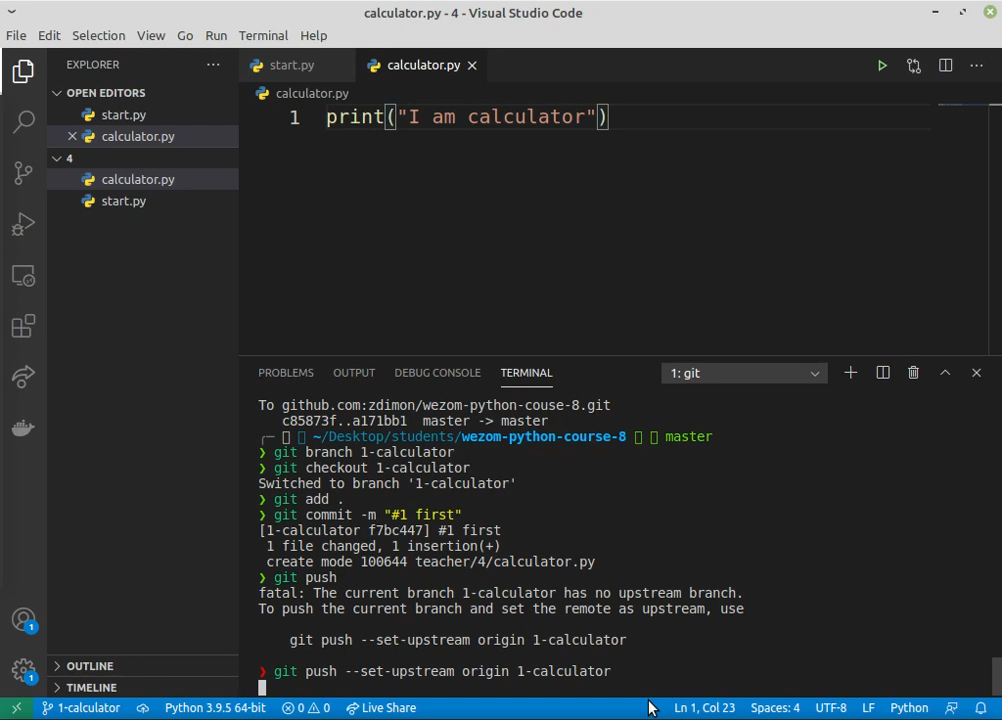 calculator.py - 4 - Visual Studio Code
File Edit Selection View Go Run Terminal Help
EXPLORER
OPEN EDITORS
start.py
calculator.py
4
calculator.py
start.py
OUTLINE
TIMELINE
1
1
start.py calculator.py
calculator.py
1 print("I am calculator")
PROBLEMS OUTPUT DEBUG CONSOLE TERMINAL 1: git
To github.com:zdimon/wezom-python-couse-8.git
c85873f..a171bb1 master -> master
~/Desktop/students/wezom-python-course-8 master
❯ git branch 1-calculator
❯ git checkout 1-calculator
Switched to branch '1-calculator'
❯ git add .
❯ git commit -m "#1 first"
[1-calculator f7bc447] #1 first
1 file changed, 1 insertion(+)
create mode 100644 teacher/4/calculator.py
❯ git push
fatal: The current branch 1-calculator has no upstream branch.
To push the current branch and set the remote as upstream, use
git push --set-upstream origin 1-calculator
❯ git push --set-upstream origin 1-calculator
1-calculator Python 3.9.5 64-bit 0 0 Live Share Ln 1, Col 23 Spaces: 4 UTF-8 LF Python